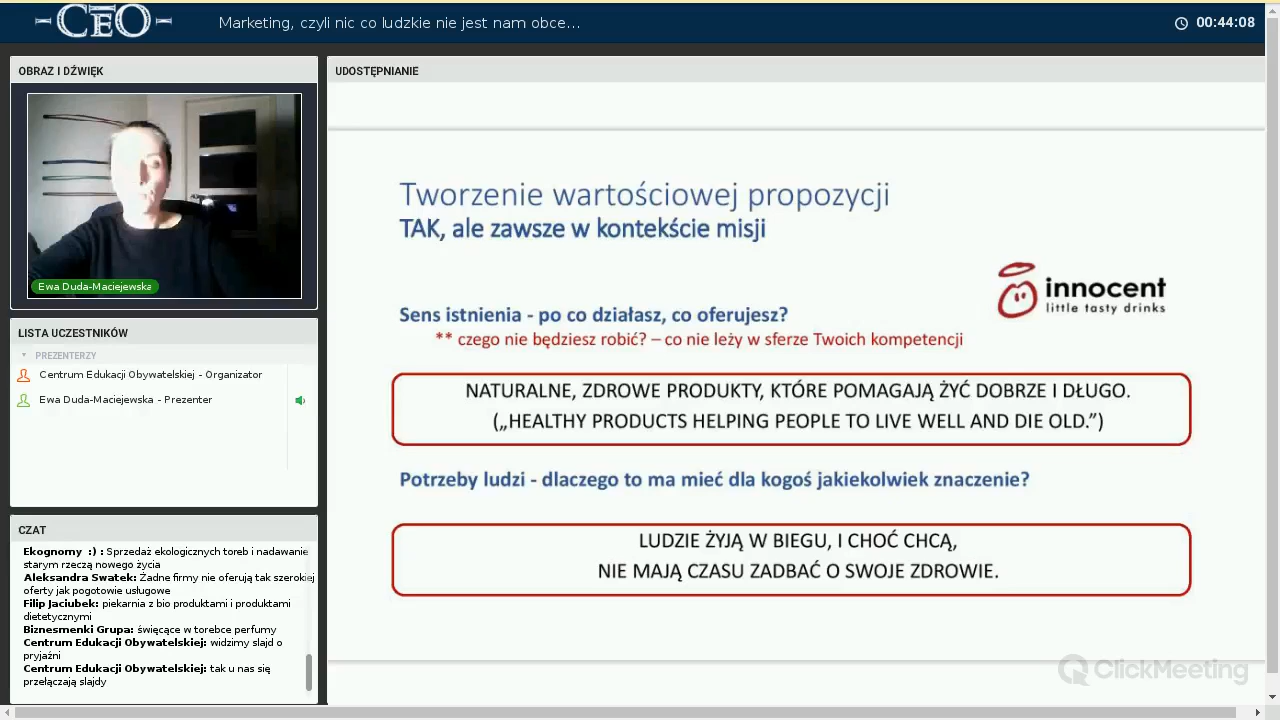 CEO
Marketing, czyli nic co ludzkie nie jest nam obce...
00:44:08
OBRAZ I DŹWIĘK
Ewa Duda-Maciejewska
LISTA UCZESTNIKÓW
PREZENTERZY
Centrum Edukacji Obywatelskiej - Organizator
Ewa Duda-Maciejewska - Prezenter
CZAT
Ekognomy :) : Sprzedaż ekologicznych toreb i nadawanie
starym rzeczą nowego życia
Aleksandra Swatek: Żadne firmy nie oferują tak szerokiej
oferty jak pogotowie usługowe
Filip Jaciubek: piekarnia z bio produktami i produktami
dietetycznymi
Biznesmenki Grupa: święcące w torebce perfumy
Centrum Edukacji Obywatelskiej: widzimy slajd o
pryjaźni
Centrum Edukacji Obywatelskiej: tak u nas się
przełączają slajdy
UDOSTĘPNIANIE
Tworzenie wartościowej propozycji
TAK, ale zawsze w kontekście misji
innocent
little tasty drinks
Sens istnienia - po co działasz, co oferujesz?
** czego nie będziesz robić? – co nie leży w sferze Twoich kompetencji
NATURALNE, ZDROWE PRODUKTY, KTÓRE POMAGAJĄ ŻYĆ DOBRZE I DŁUGO.
(„HEALTHY PRODUCTS HELPING PEOPLE TO LIVE WELL AND DIE OLD.”)
Potrzeby ludzi - dlaczego to ma mieć dla kogoś jakiekolwiek znaczenie?
LUDZIE ŻYJĄ W BIEGU, I CHOĆ CHCĄ,
NIE MAJĄ CZASU ZADBAĆ O SWOJE ZDROWIE.
ClickMeeting